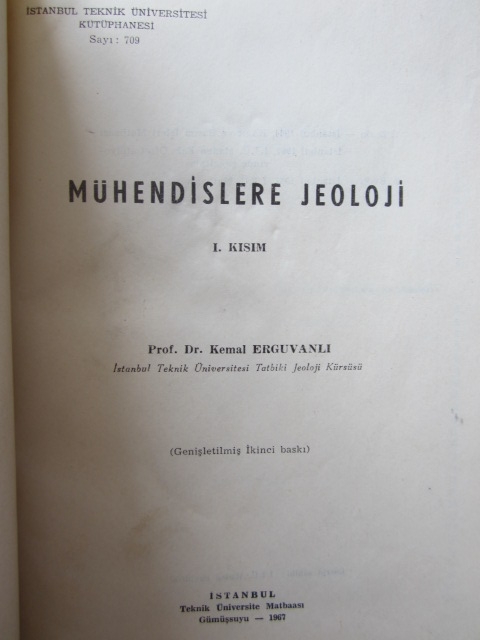 İSTANBUL TEKNİK ÜNİVERSİTESİ
KÜTÜPHANESİ
Sayı : 709
MÜHENDİSLERE JEOLOJİ
I. KISIM
Prof. Dr. Kemal ERGUVANLI
İstanbul Teknik Üniversitesi Tatbiki Jeoloji Kürsüsü
(Genişletilmiş İkinci baskı)
İSTANBUL
Teknik Üniversite Matbaası
Gümüşsuyu — 1967